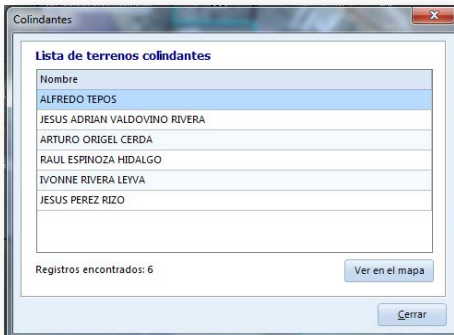 Colindantes
Lista de terrenos colindantes
Nombre
ALFREDO TEPOS
JESUS ADRIAN VALDOVINO RIVERA
ARTURO ORIGEL CERDA
RAUL ESPINOZA HIDALGO
IVONNE RIVERA LEYVA
JESUS PEREZ RIZO
Registros encontrados: 6
Ver en el mapa
Cerrar